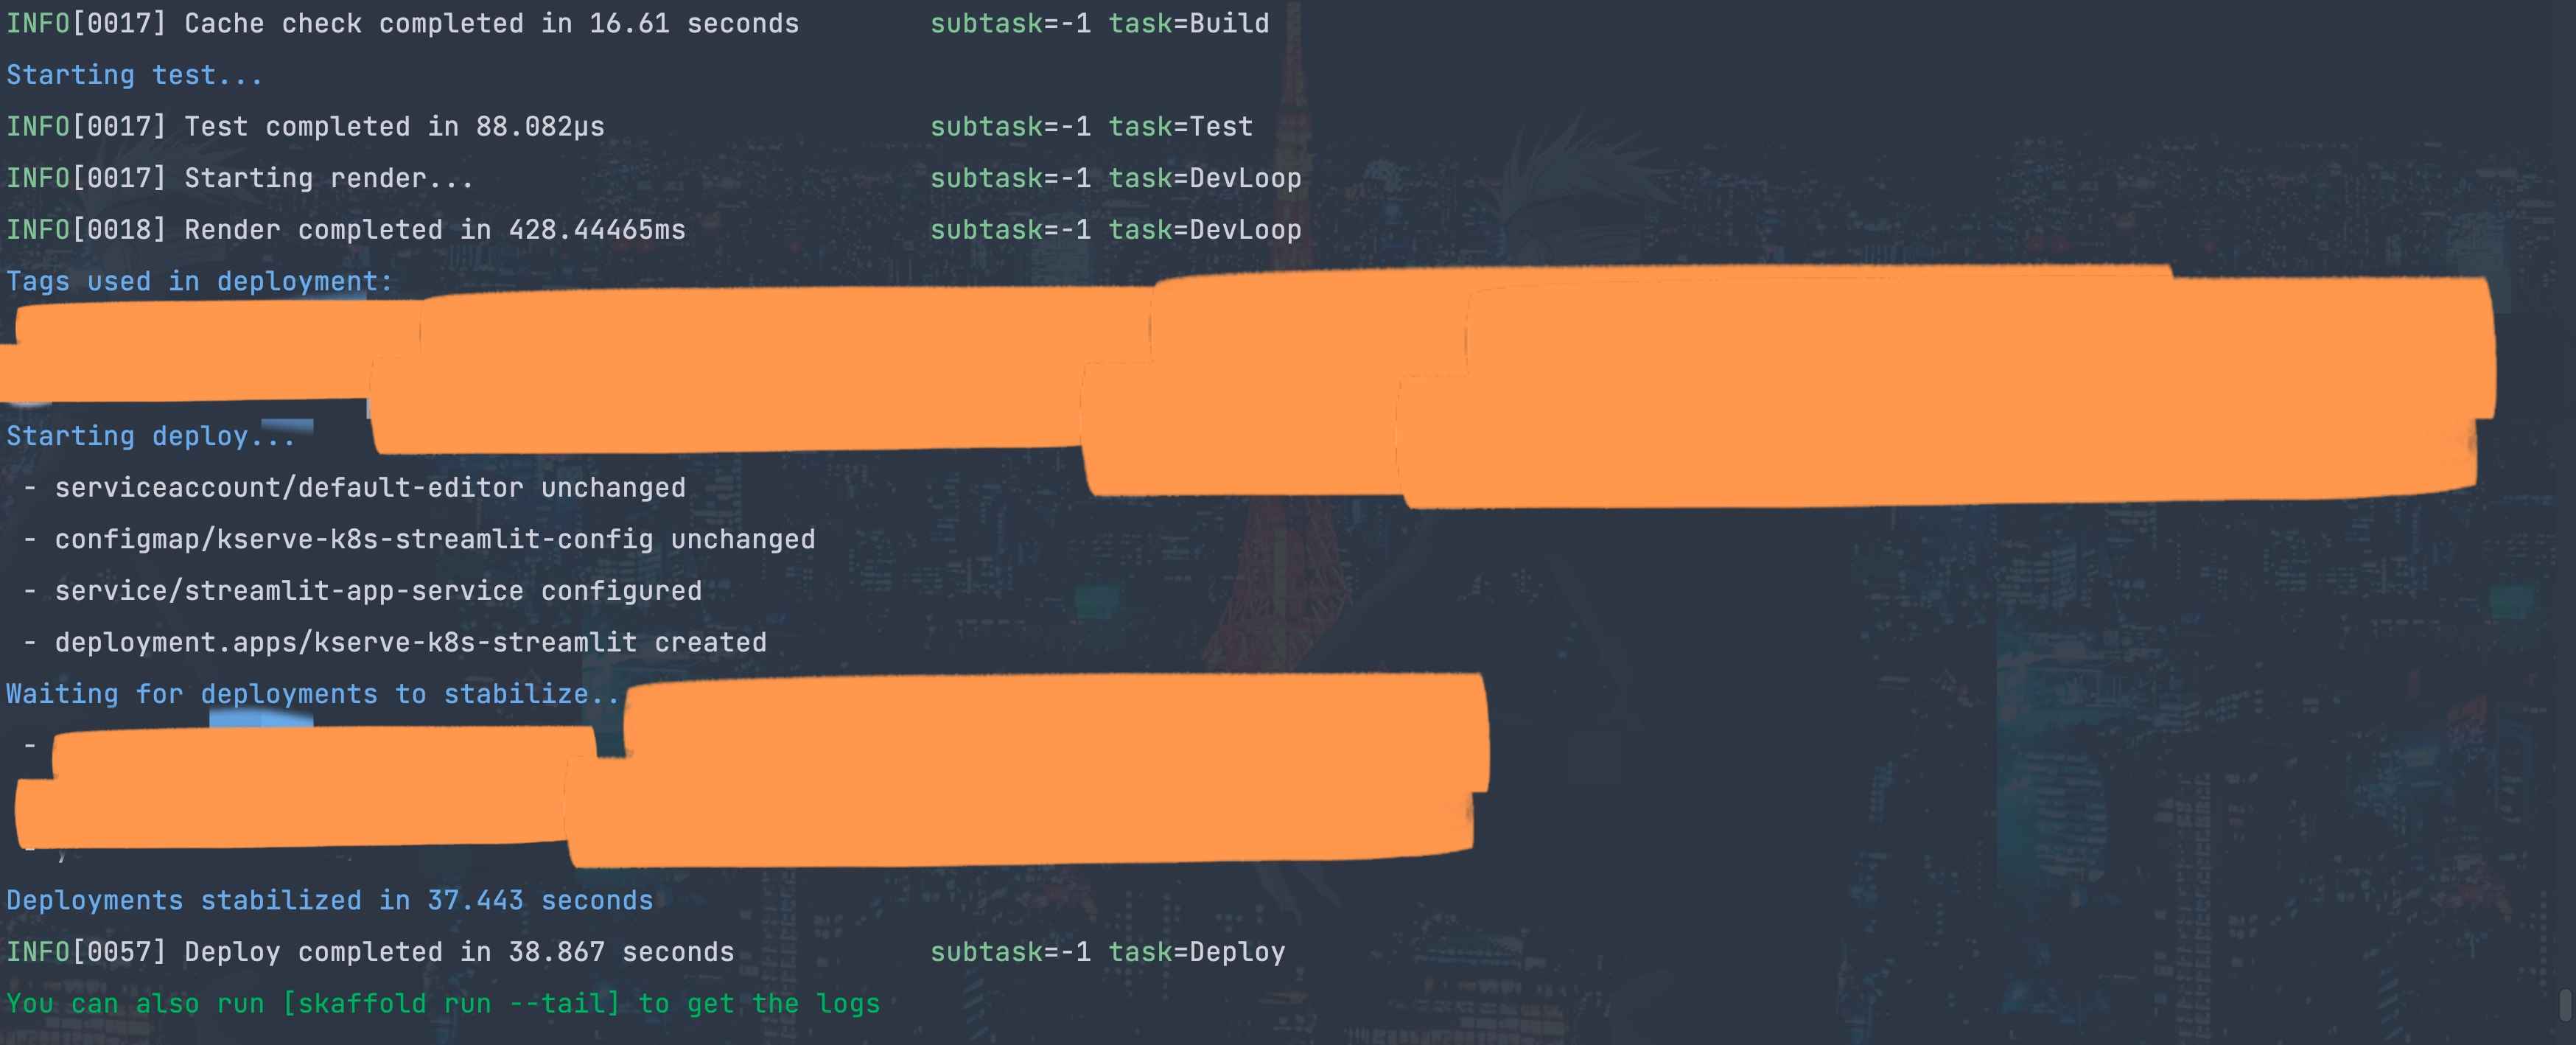 INFO[0017] Cache check completed in 16.61 seconds subtask=-1 task=Build
Starting test...
INFO[0017] Test completed in 88.082µs subtask=-1 task=Test
INFO[0017] Starting render... subtask=-1 task=DevLoop
INFO[0018] Render completed in 428.44465ms subtask=-1 task=DevLoop
Tags used in deployment:
Starting deploy...
- serviceaccount/default-editor unchanged
- configmap/kserve-k8s-streamlit-config unchanged
- service/streamlit-app-service configured
- deployment.apps/kserve-k8s-streamlit created
Waiting for deployments to stabilize..
-
Deployments stabilized in 37.443 seconds
INFO[0057] Deploy completed in 38.867 seconds subtask=-1 task=Deploy
You can also run [skaffold run --tail] to get the logs